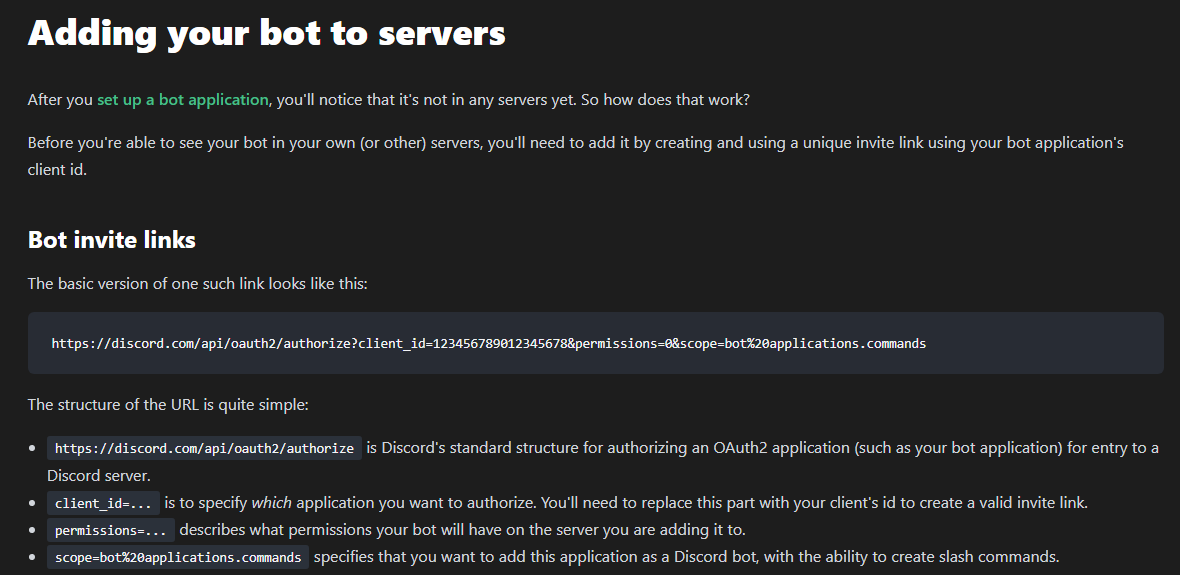 Adding your bot to servers
After you set up a bot application, you'll notice that it's not in any servers yet. So how does that work?
Before you're able to see your bot in your own (or other) servers, you'll need to add it by creating and using a unique invite link using your bot application's
client id.
Bot invite links
The basic version of one such link looks like this:
https://discord.com/api/oauth2/authorize?client_id=123456789012345678&permissions=0&scope=bot%20applications.commands
The structure of the URL is quite simple:
• https://discord.com/api/oauth2/authorize is Discord's standard structure for authorizing an OAuth2 application (such as your bot application) for entry to a
Discord server.
• client_id=... is to specify which application you want to authorize. You'll need to replace this part with your client's id to create a valid invite link.
• permissions=... describes what permissions your bot will have on the server you are adding it to.
• scope=bot%20applications.commands specifies that you want to add this application as a Discord bot, with the ability to create slash commands.